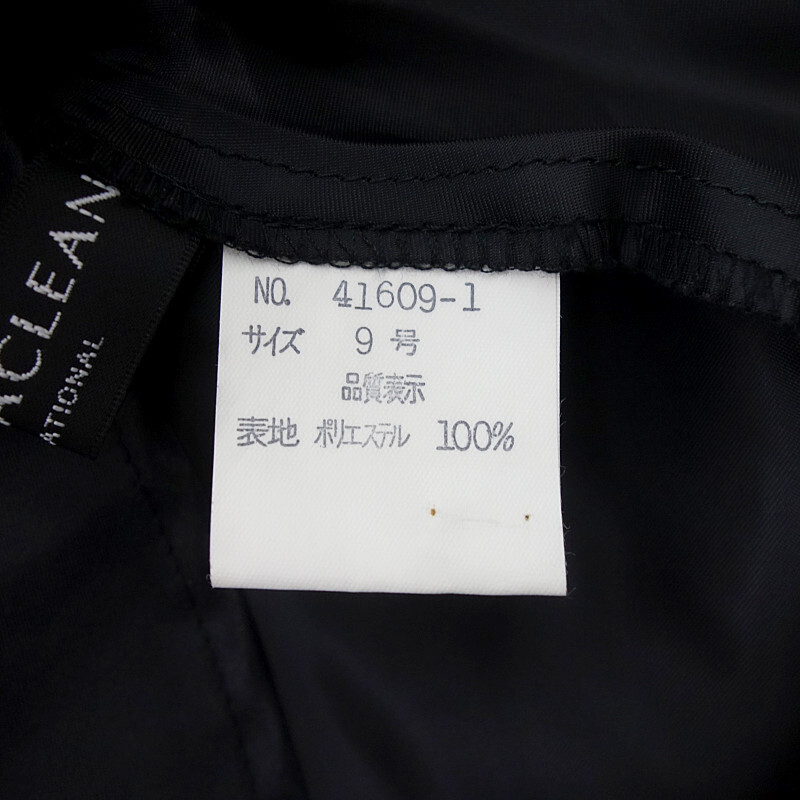 ACLEAN
ATIONAL
NO. 41609-1
サイズ 9 号
品質表示
表地 ポリエステル 100%